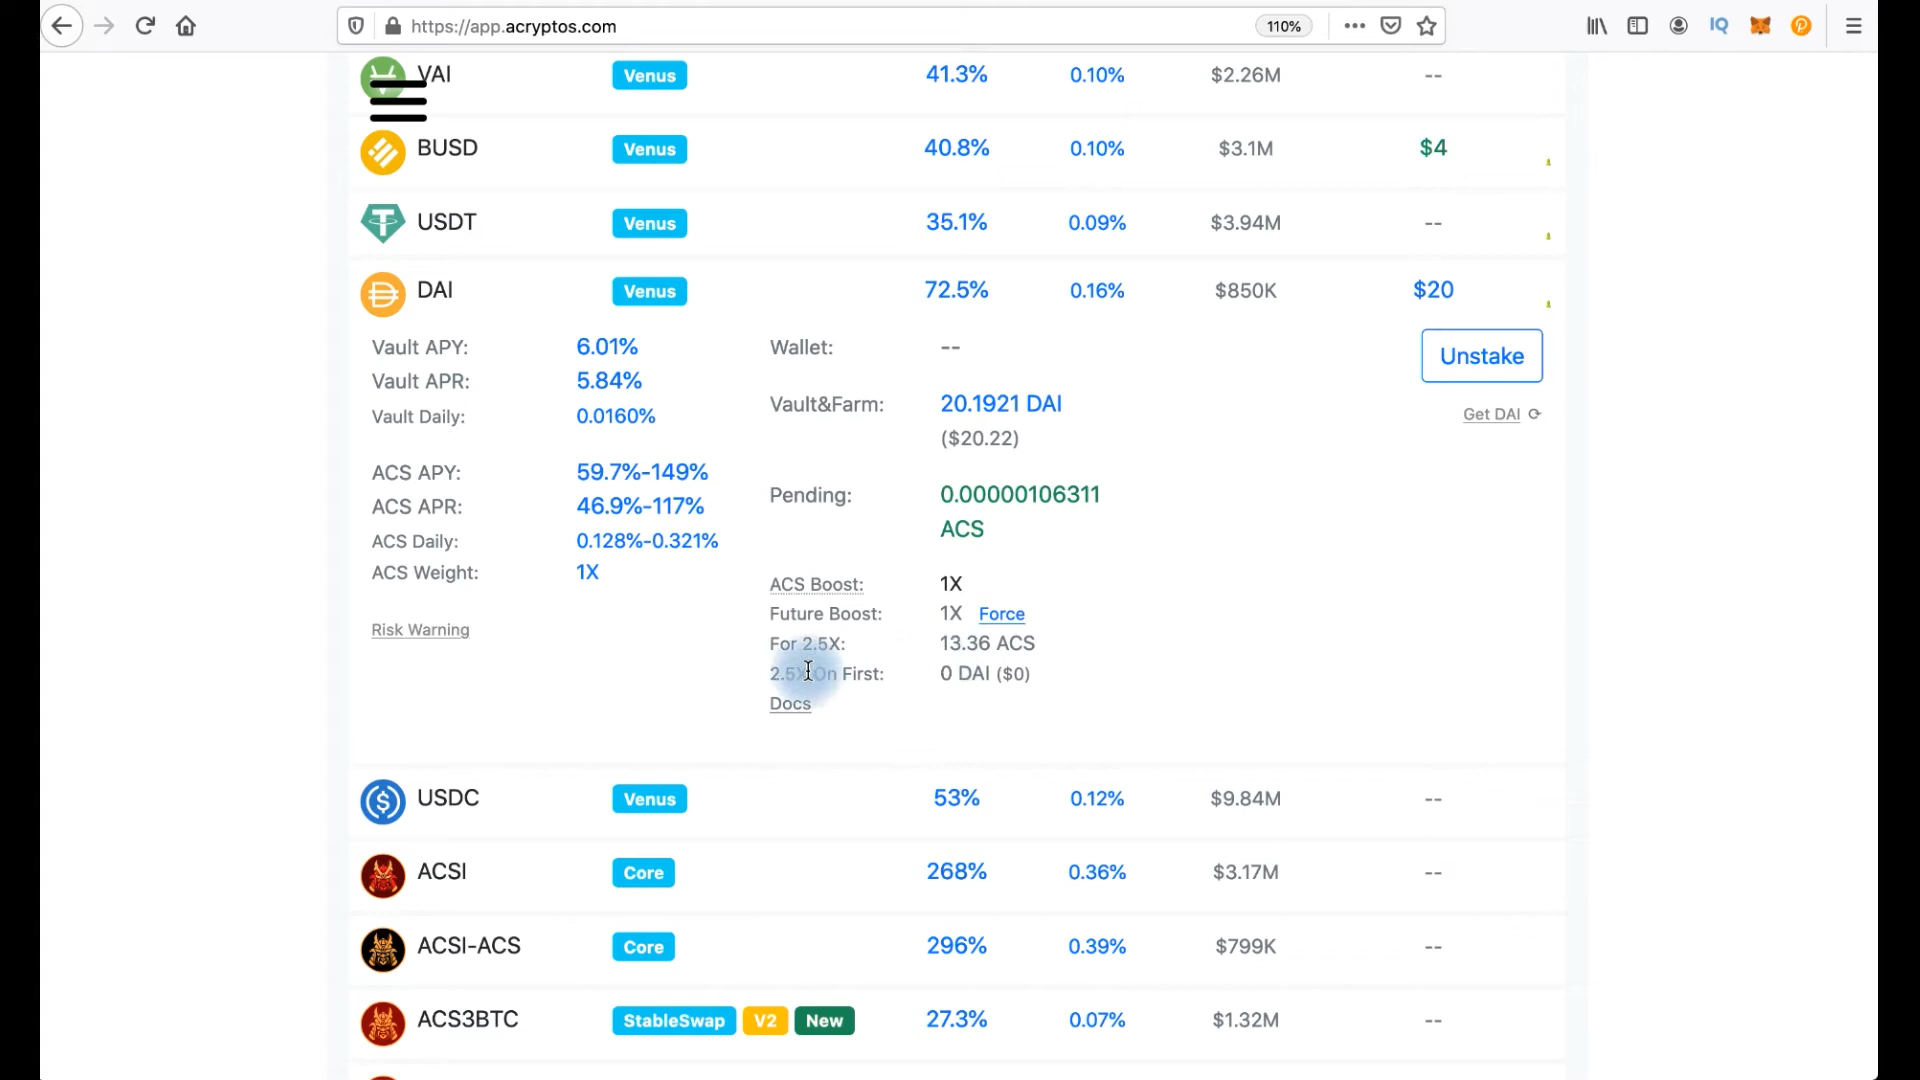 https://app.acryptos.com 110% IQ
VAI Venus 41.3% 0.10% $2.26M --
BUSD Venus 40.8% 0.10% $3.1M $4
USDT Venus 35.1% 0.09% $3.94M --
DAI Venus 72.5% 0.16% $850K $20
Vault APY: 6.01% Wallet: -- Unstake
Vault APR: 5.84%
Vault&Farm: 20.1921 DAI
Vault Daily: 0.0160% Get DAI
($20.22)
ACS APY: 59.7%-149%
Pending: 0.00000106311
ACS APR: 46.9%-117%
ACS
ACS Daily: 0.128%-0.321%
ACS Weight: 1X
ACS Boost: 1X
Future Boost: 1X Force
Risk Warning
For 2.5X: 13.36 ACS
2.5X On First: 0 DAI ($0)
Docs
USDC Venus 53% 0.12% $9.84M --
ACSI Core 268% 0.36% $3.17M --
ACSI-ACS Core 296% 0.39% $799K --
ACS3BTC StableSwap V2 New 27.3% 0.07% $1.32M --